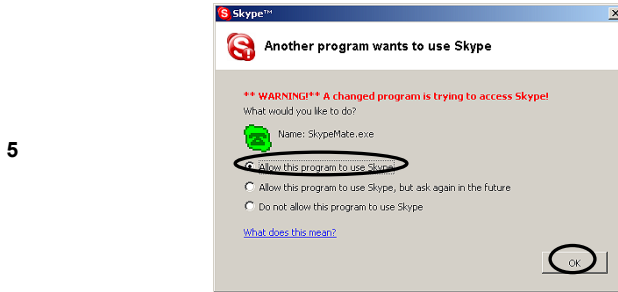 Skype™
Another program wants to use Skype
** WARNING!** A changed program is trying to access Skype!
What would you like to do?
Name: SkypeMate.exe
5
Allow this program to use Skype
Allow this program to use Skype, but ask again in the future
Do not allow this program to use Skype
What does this mean?
OK